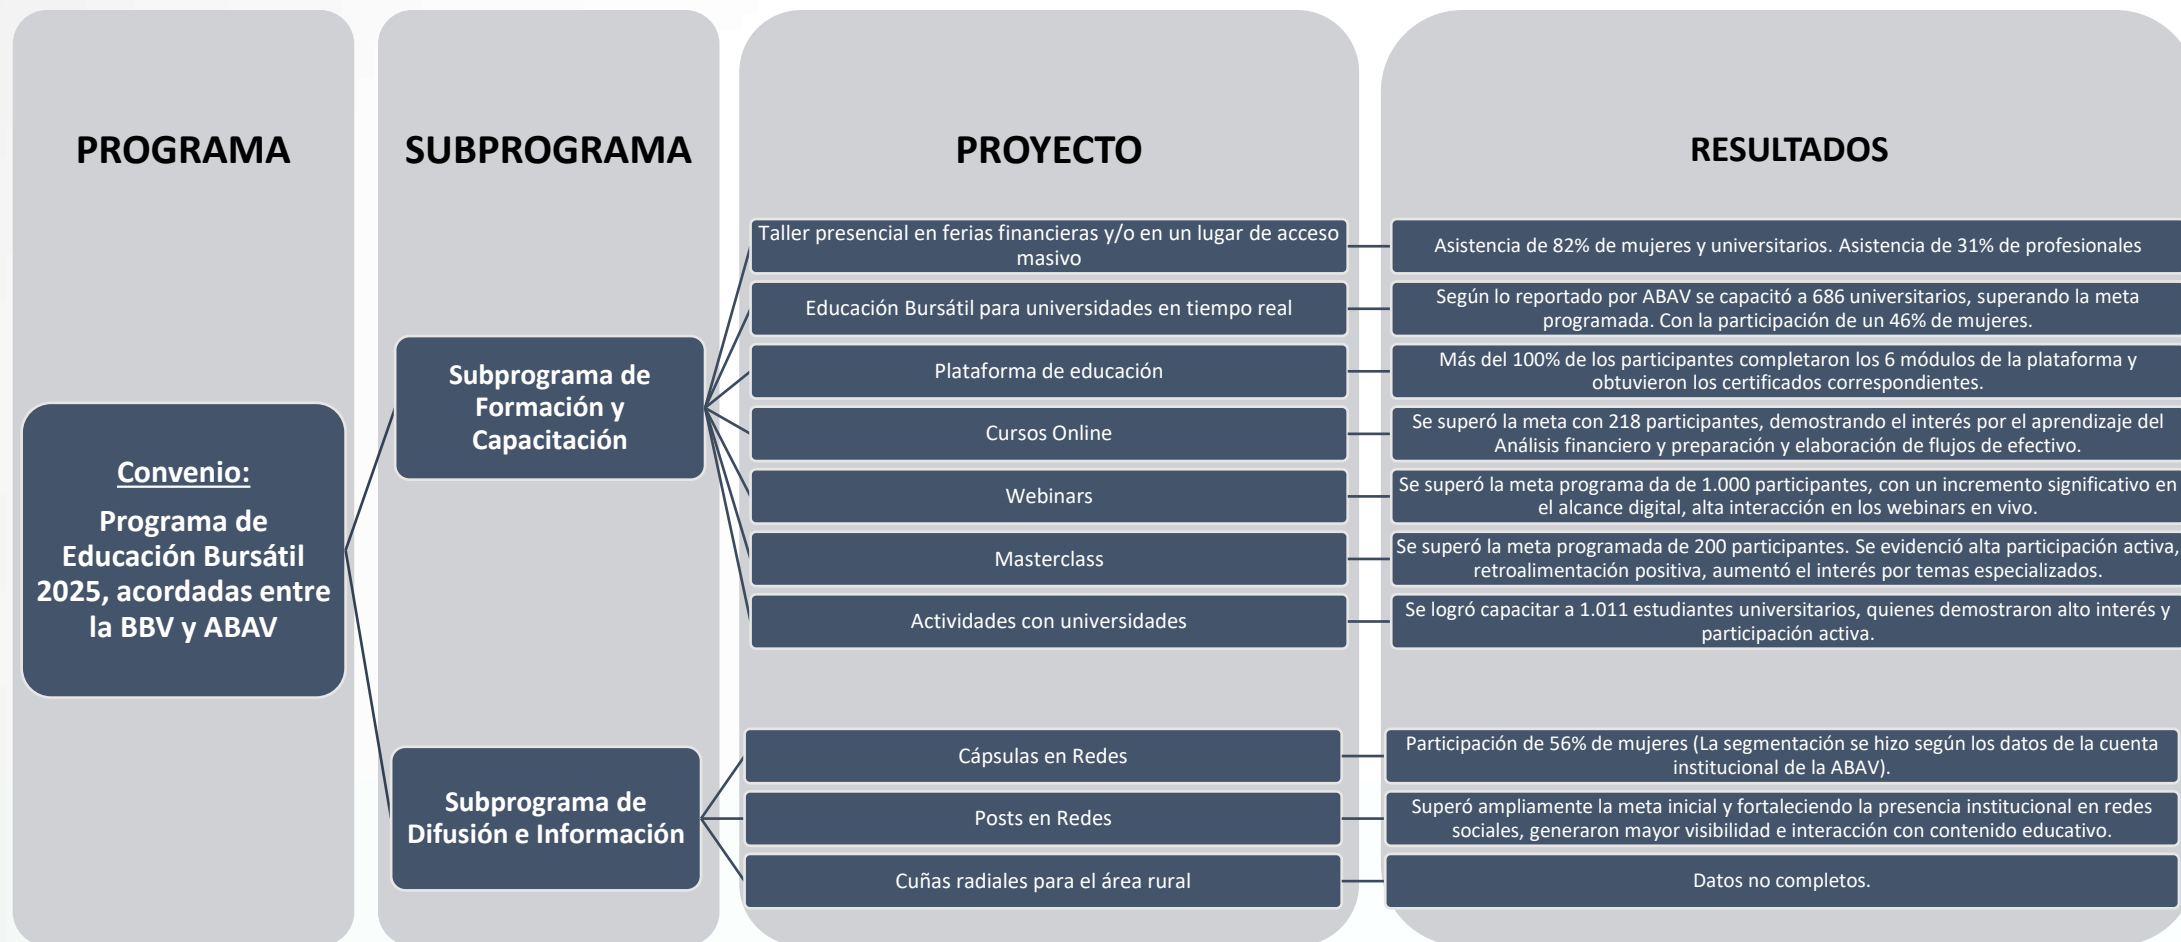 PROGRAMA
SUBPROGRAMA
PROYECTO
RESULTADOS
Convenio:
Programa de
Educación Bursátil
2025, acordadas entre
la BBV y ABAV
Subprograma de
Formación y
Capacitación
Taller presencial en ferias financieras y/o en un lugar de acceso
masivo
Asistencia de 82% de mujeres y universitarios. Asistencia de 31% de profesionales
Educación Bursátil para universidades en tiempo real
Según lo reportado por ABAV se capacitó a 686 universitarios, superando la meta
programada. Con la participación de un 46% de mujeres.
Plataforma de educación
Más del 100% de los participantes completaron los 6 módulos de la plataforma y
obtuvieron los certificados correspondientes.
Cursos Online
Se superó la meta con 218 participantes, demostrando el interés por el aprendizaje del
Análisis financiero y preparación y elaboración de flujos de efectivo.
Webinars
Se superó la meta programa da de 1.000 participantes, con un incremento significativo en
el alcance digital, alta interacción en los webinars en vivo.
Masterclass
Se superó la meta programada de 200 participantes. Se evidenció alta participación activa,
retroalimentación positiva, aumentó el interés por temas especializados.
Actividades con universidades
Se logró capacitar a 1.011 estudiantes universitarios, quienes demostraron alto interés y
participación activa.
Subprograma de
Difusión e Información
Cápsulas en Redes
Participación de 56% de mujeres (La segmentación se hizo según los datos de la cuenta
institucional de la ABAV).
Posts en Redes
Superó ampliamente la meta inicial y fortaleciendo la presencia institucional en redes
sociales, generaron mayor visibilidad e interacción con contenido educativo.
Cuñas radiales para el área rural
Datos no completos.